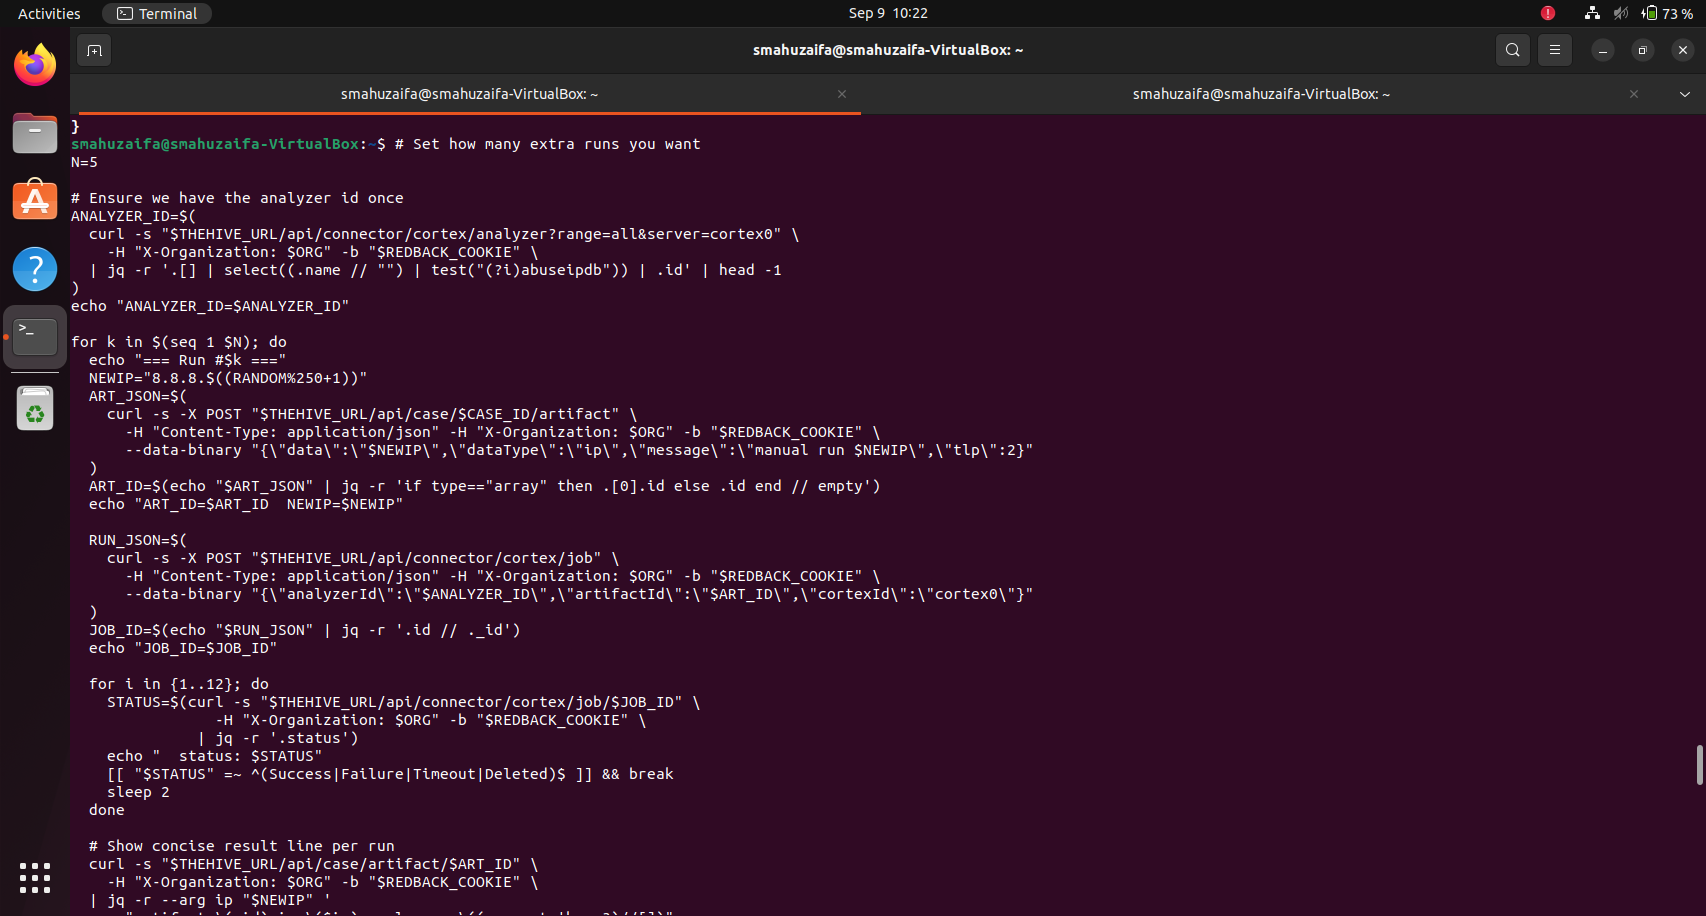 Activities
Terminal
Sep 9 10:22
73 %
smahuzaifa@smahuzaifa-VirtualBox: ~
smahuzaifa@smahuzaifa-VirtualBox: ~
smahuzaifa@smahuzaifa-VirtualBox: ~
}
smahuzaifa@smahuzaifa-VirtualBox:~$ # Set how many extra runs you want
N=5
# Ensure we have the analyzer id once
ANALYZER_ID=$(
  curl -s "$THEHIVE_URL/api/connector/cortex/analyzer?range=all&server=cortex0" \
    -H "X-Organization: $ORG" -b "$REDBACK_COOKIE" \
  | jq -r '.[] | select((.name // "") | test("(?i)abuseipdb")) | .id' | head -1
)
echo "ANALYZER_ID=$ANALYZER_ID"
for k in $(seq 1 $N); do
  echo "=== Run #$k ==="
  NEWIP="8.8.8.$((RANDOM%250+1))"
  ART_JSON=$(
    curl -s -X POST "$THEHIVE_URL/api/case/$CASE_ID/artifact" \
      -H "Content-Type: application/json" -H "X-Organization: $ORG" -b "$REDBACK_COOKIE" \
      --data-binary "{\"data\":\"$NEWIP\",\"dataType\":\"ip\",\"message\":\"manual run $NEWIP\",\"tlp\":2}"
  )
  ART_ID=$(echo "$ART_JSON" | jq -r 'if type=="array" then .[0].id else .id end // empty')
  echo "ART_ID=$ART_ID  NEWIP=$NEWIP"
  RUN_JSON=$(
    curl -s -X POST "$THEHIVE_URL/api/connector/cortex/job" \
      -H "Content-Type: application/json" -H "X-Organization: $ORG" -b "$REDBACK_COOKIE" \
      --data-binary "{\"analyzerId\":\"$ANALYZER_ID\",\"artifactId\":\"$ART_ID\",\"cortexId\":\"cortex0\"}"
  )
  JOB_ID=$(echo "$RUN_JSON" | jq -r '.id // ._id')
  echo "JOB_ID=$JOB_ID"
  for i in {1..12}; do
    STATUS=$(curl -s "$THEHIVE_URL/api/connector/cortex/job/$JOB_ID" \
                -H "X-Organization: $ORG" -b "$REDBACK_COOKIE" \
              | jq -r '.status')
    echo "  status: $STATUS"
    [[ "$STATUS" =~ ^(Success|Failure|Timeout|Deleted)$ ]] && break
    sleep 2
  done
  # Show concise result line per run
  curl -s "$THEHIVE_URL/api/case/artifact/$ART_ID" \
    -H "X-Organization: $ORG" -b "$REDBACK_COOKIE" \
  | jq -r --arg ip "$NEWIP" '